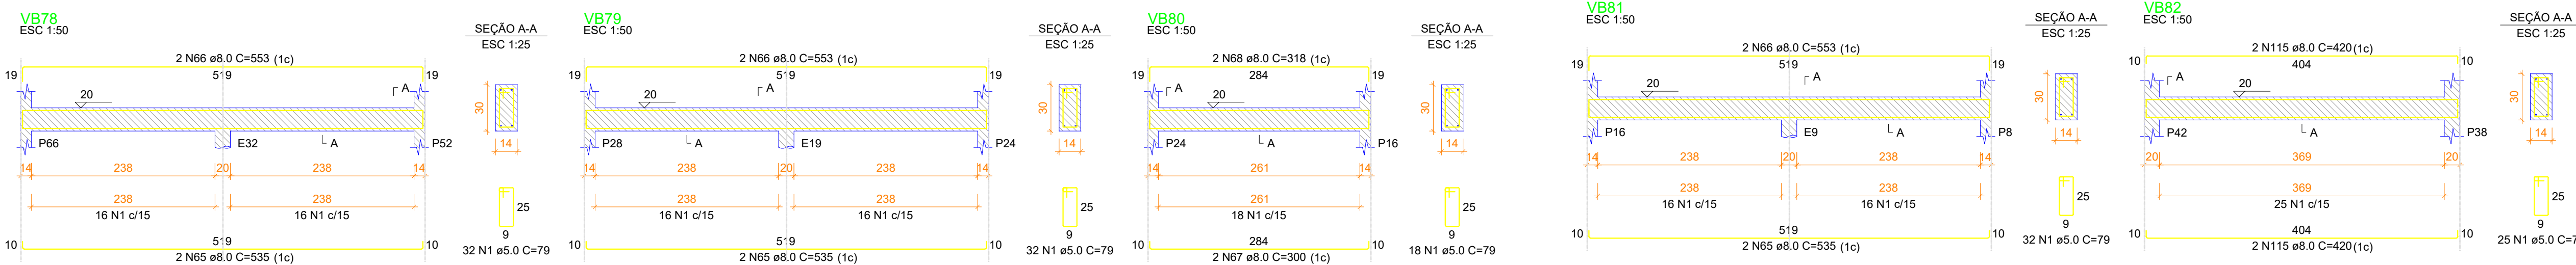 VB78
ESC 1:50
SEÇÃO A-A
ESC 1:25
2 N66 ø8.0 C=553 (1c)
19 519 19
A
20
30
P66 E32 A P52
14
14 238 20 238 14
238 238
16 N1 c/15 16 N1 c/15
25
9
32 N1 ø5.0 C=79
10 519 10
2 N65 ø8.0 C=535 (1c)
VB79
ESC 1:50
SEÇÃO A-A
ESC 1:25
2 N66 ø8.0 C=553 (1c)
19 519 19
A
20
30
P28 A E19 P24
14
14 238 20 238 14
238 238
16 N1 c/15 16 N1 c/15
25
9
32 N1 ø5.0 C=79
10 519 10
2 N65 ø8.0 C=535 (1c)
VB80
ESC 1:50
SEÇÃO A-A
ESC 1:25
2 N68 ø8.0 C=318 (1c)
19 284 19
A
20
30
P24 A P16
14
14 261 14
261
18 N1 c/15
25
9
18 N1 ø5.0 C=79
10 284 10
2 N67 ø8.0 C=300 (1c)
VB81
ESC 1:50
SEÇÃO A-A
ESC 1:25
2 N66 ø8.0 C=553 (1c)
19 519 19
A
20
30
P16 E9 A P8
14
14 238 20 238 14
238 238
16 N1 c/15 16 N1 c/15
25
9
32 N1 ø5.0 C=79
10 519 10
2 N65 ø8.0 C=535 (1c)
VB82
ESC 1:50
SEÇÃO A-A
ESC 1:25
2 N115 ø8.0 C=420 (1c)
10 404 10
A
20
30
P42 A P38
14
20 369 20
369
25 N1 c/15
25
9
25 N1 ø5.0 C=7
10 404 10
2 N115 ø8.0 C=420 (1c)